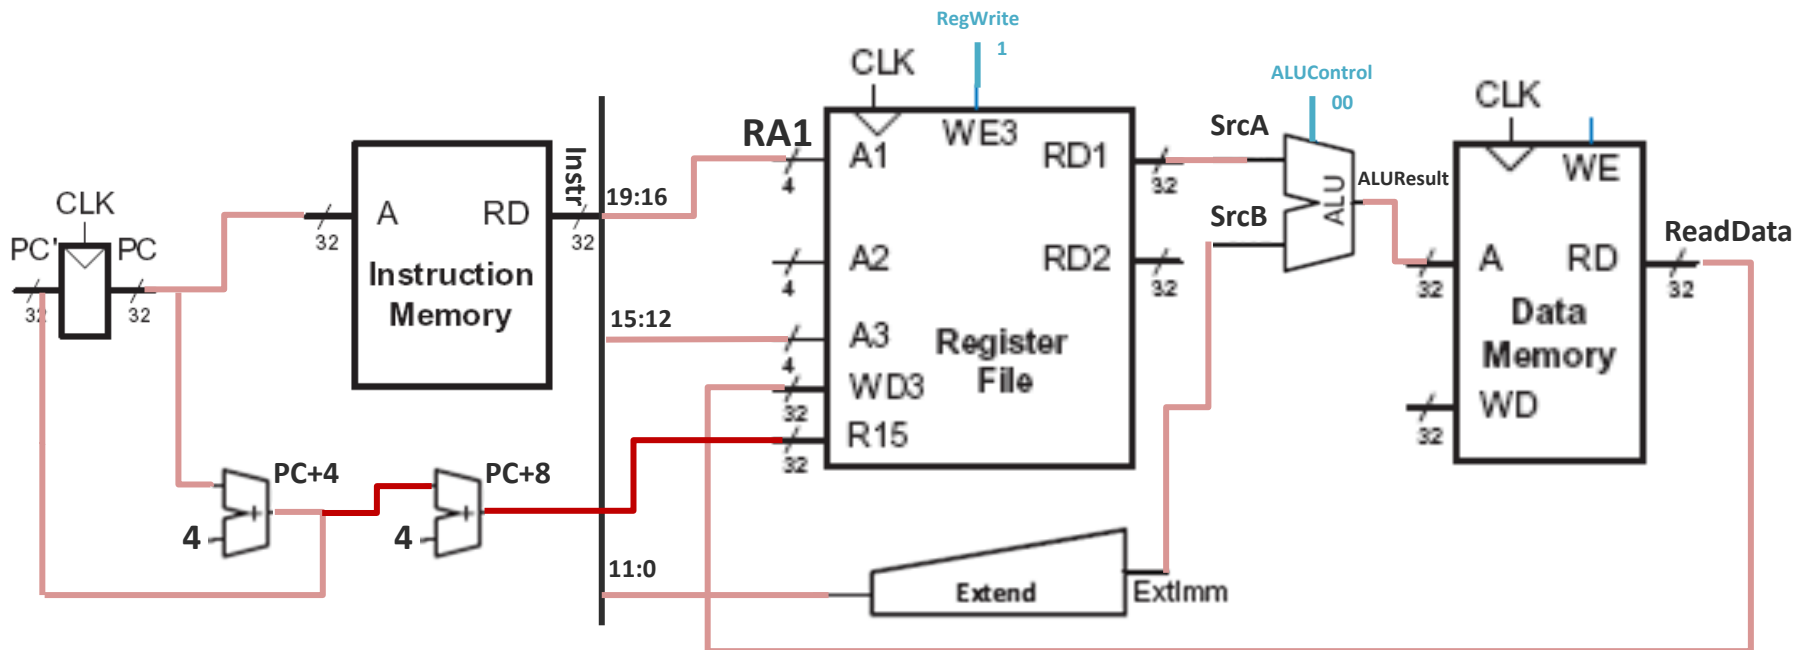 RegWrite
1
CLK
ALUControl
00
CLK
RA1
WE3
SrcA
Instr
A1
RD1
WE
4
32
ALUResult
19:16
CLK
A
RD
SrcB
ALU
ReadData
PC'
PC
32
32
A2
RD2
A
RD
Instruction
Memory
4
32
32
32
32
32
Data
Memory
15:12
A3
Register
File
4
WD3
32
WD
32
R15
32
PC+4
PC+8
+
+
4
4
11:0
Extend
ExtImm